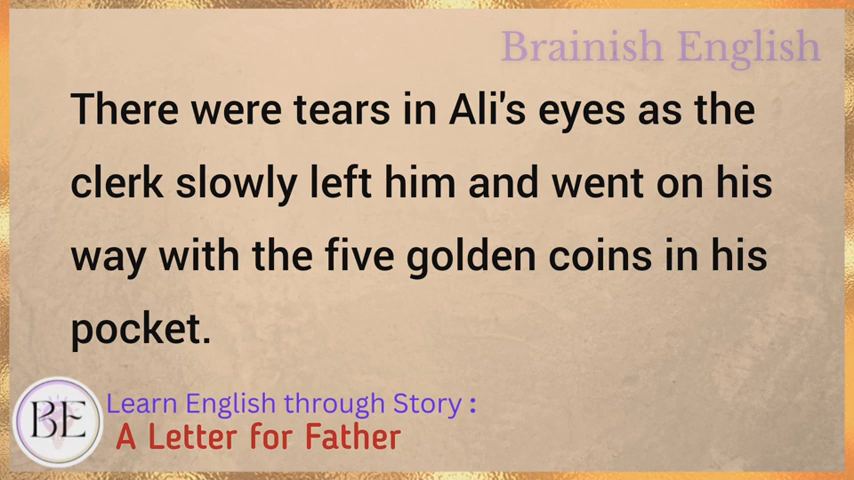 Brainish English
There were tears in Ali's eyes as the
clerk slowly left him and went on his
way with the five golden coins in his
pocket.
BE
Learn English through Story :
A Letter for Father